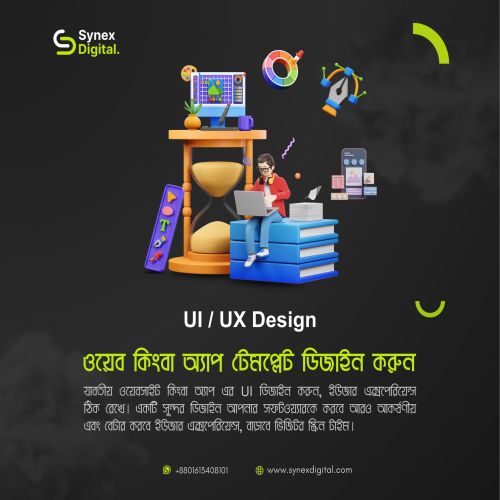 Synex
Digital.
UI / UX Design
ওয়েব কিংবা অ্যাপ টেমপ্লেট ডিজাইন করুন
যাবতীয় ওয়েবসাইট কিংবা অ্যাপ এর UI ডিজাইন করুন, ইউজার এক্সপেরিয়েন্স
ঠিক রেখে। একটি সুন্দর ডিজাইন আপনার সফটওয়্যারকে করবে আরও আকর্ষণীয়
এবং বেটার করবে ইউজার এক্সপেরিয়েন্স, বাড়াবে ভিজিটর স্ক্রিন টাইম।
+8801613408101
www.synexdigital.com